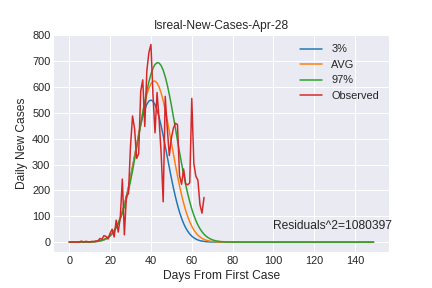 Isreal-New-Cases-Apr-28
800
700
600
500
400
300
200
100
0
Daily New Cases
3%
AVG
97%
Observed
Residuals^2=1080397
0 20 40 60 80 100 120 140
Days From First Case